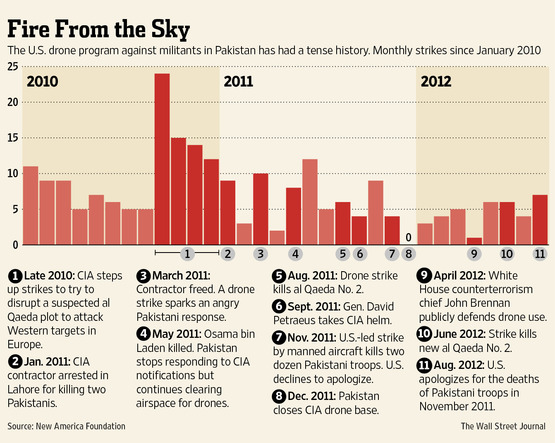 Fire From the Sky
The U.S. drone program against militants in Pakistan has had a tense history. Monthly strikes since January 2010
25
20
15
10
5
0
2010
2011
2012
0
1
2
3
4
5
6
7
8
9
10
11
1 Late 2010: CIA steps
up strikes to try to
disrupt a suspected al
Qaeda plot to attack
Western targets in
Europe.
2 Jan. 2011: CIA
contractor arrested in
Lahore for killing two
Pakistanis.
3 March 2011:
Contractor freed. A drone
strike sparks an angry
Pakistani response.
4 May 2011: Osama bin
Laden killed. Pakistan
stops responding to CIA
notifications but
continues clearing
airspace for drones.
5 Aug. 2011: Drone strike
kills al Qaeda No. 2.
6 Sept. 2011: Gen. David
Petraeus takes CIA helm.
7 Nov. 2011: U.S.-led strike
by manned aircraft kills two
dozen Pakistani troops. U.S.
declines to apologize.
8 Dec. 2011: Pakistan
closes CIA drone base.
9 April 2012: White
House counterterrorism
chief John Brennan
publicly defends drone use.
10 June 2012: Strike kills
new al Qaeda No. 2.
11 Aug. 2012: U.S.
apologizes for the deaths
of Pakistani troops in
November 2011.
Source: New America Foundation
The Wall Street Journal